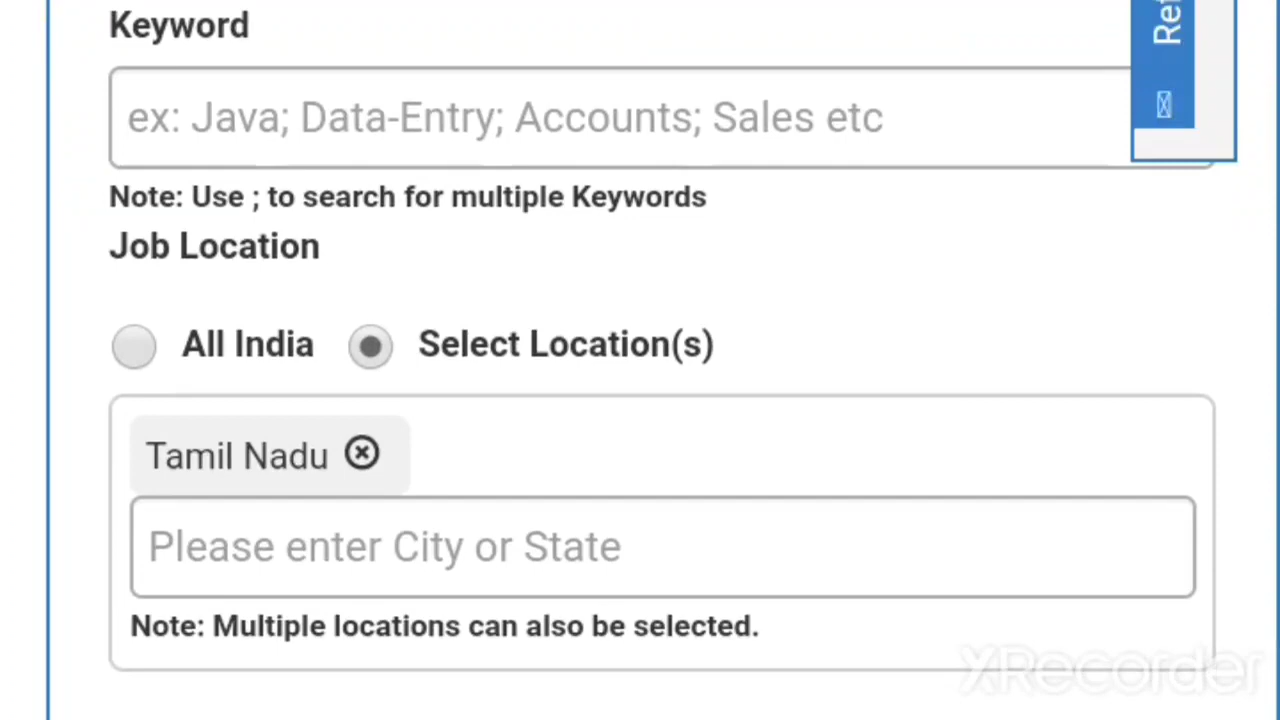 Keyword
ex: Java; Data-Entry; Accounts; Sales etc
Note: Use ; to search for multiple Keywords
Job Location
All India Select Location(s)
Tamil Nadu
Please enter City or State
Note: Multiple locations can also be selected.
XRecorder